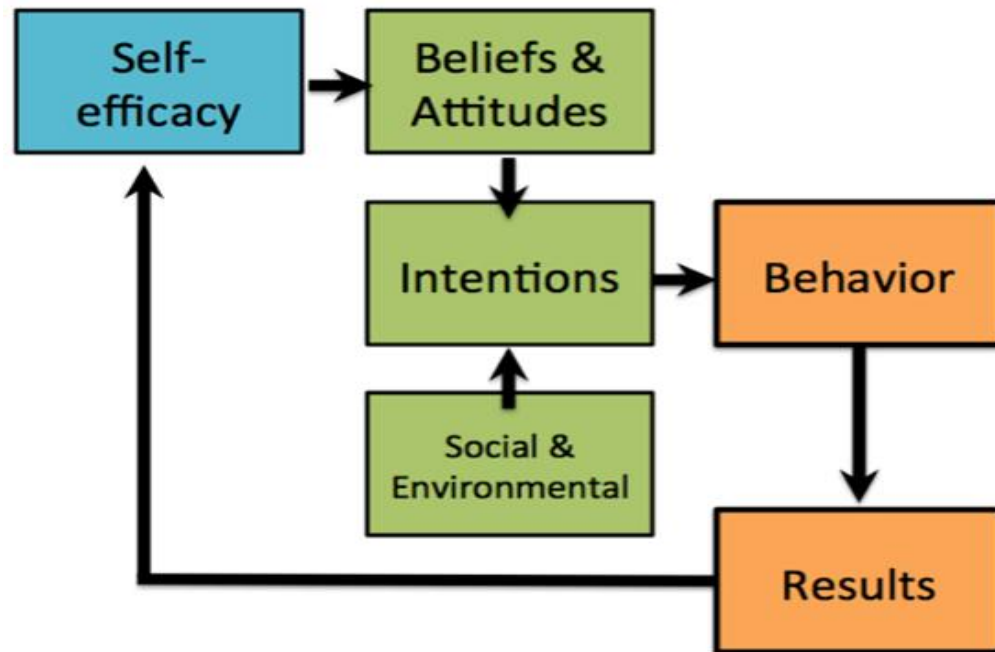 Self-
efficacy
Beliefs &
Attitudes
Intentions
Behavior
Social &
Environmental
Results